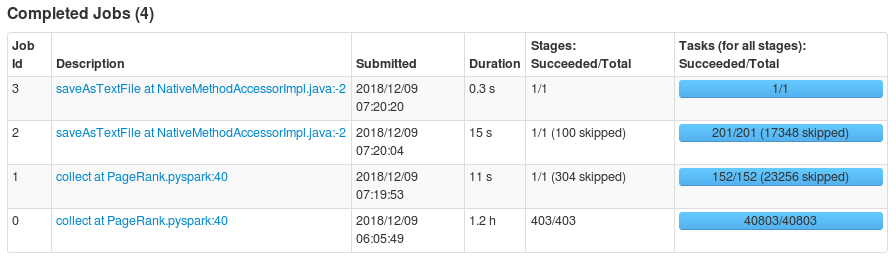 Completed Jobs (4)
Job Id Description Submitted Duration Stages: Succeeded/Total Tasks (for all stages): Succeeded/Total
3 saveAsTextFile at NativeMethodAccessorImpl.java:-2 2018/12/09 07:20:20 0.3 s 1/1 1/1
2 saveAsTextFile at NativeMethodAccessorImpl.java:-2 2018/12/09 07:20:04 15 s 1/1 (100 skipped) 201/201 (17348 skipped)
1 collect at PageRank.pyspark:40 2018/12/09 07:19:53 11 s 1/1 (304 skipped) 152/152 (23256 skipped)
0 collect at PageRank.pyspark:40 2018/12/09 06:05:49 1.2 h 403/403 40803/40803